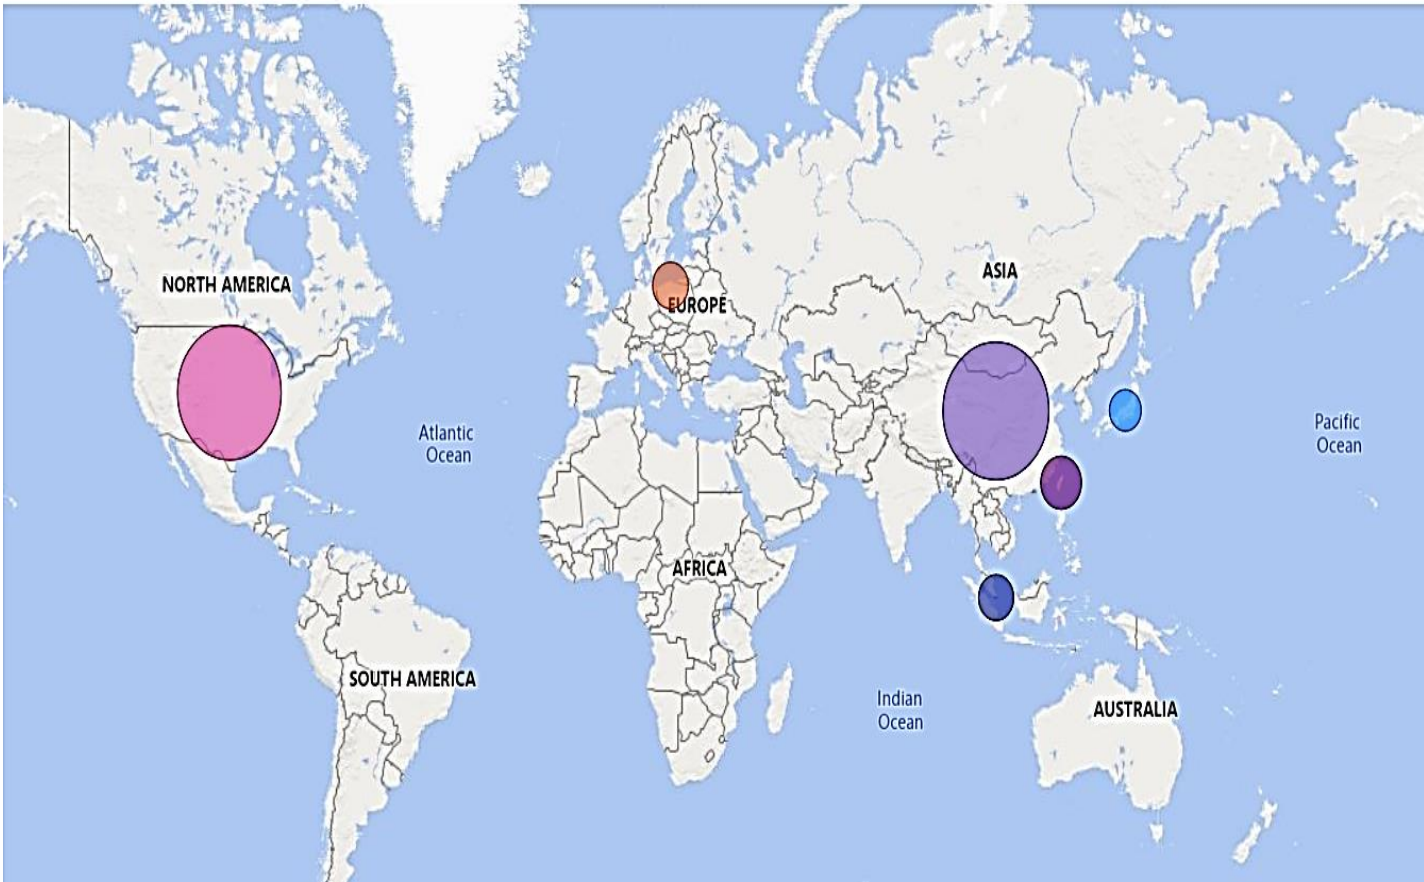 ASIA
NORTH AMERICA
EUROPE
Atlantic
Ocean
Pacific
Ocean
AFRICA
SOUTH AMERICA
Indian
Ocean
AUSTRALIA